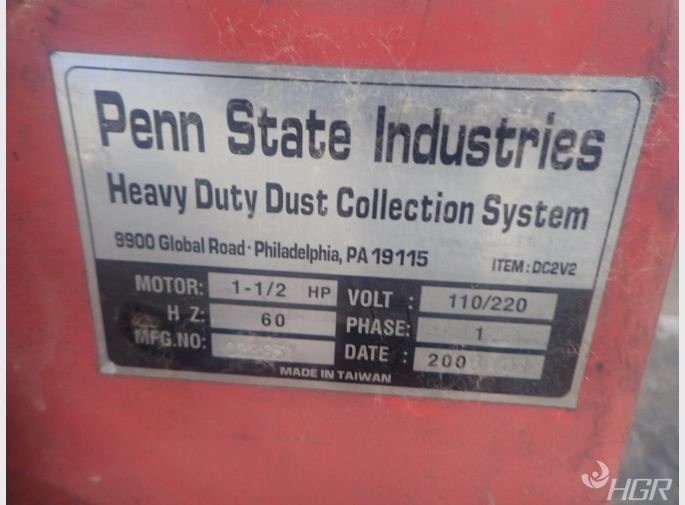 Penn State Industries
Heavy Duty Dust Collection System
9900 Global Road · Philadelphia, PA 19115
ITEM : DC2V2
MOTOR: 1-1/2 HP VOLT : 110/220
H Z: 60 PHASE: 1
MFG.NO: DATE : 200
MADE IN TAIWAN
HGR